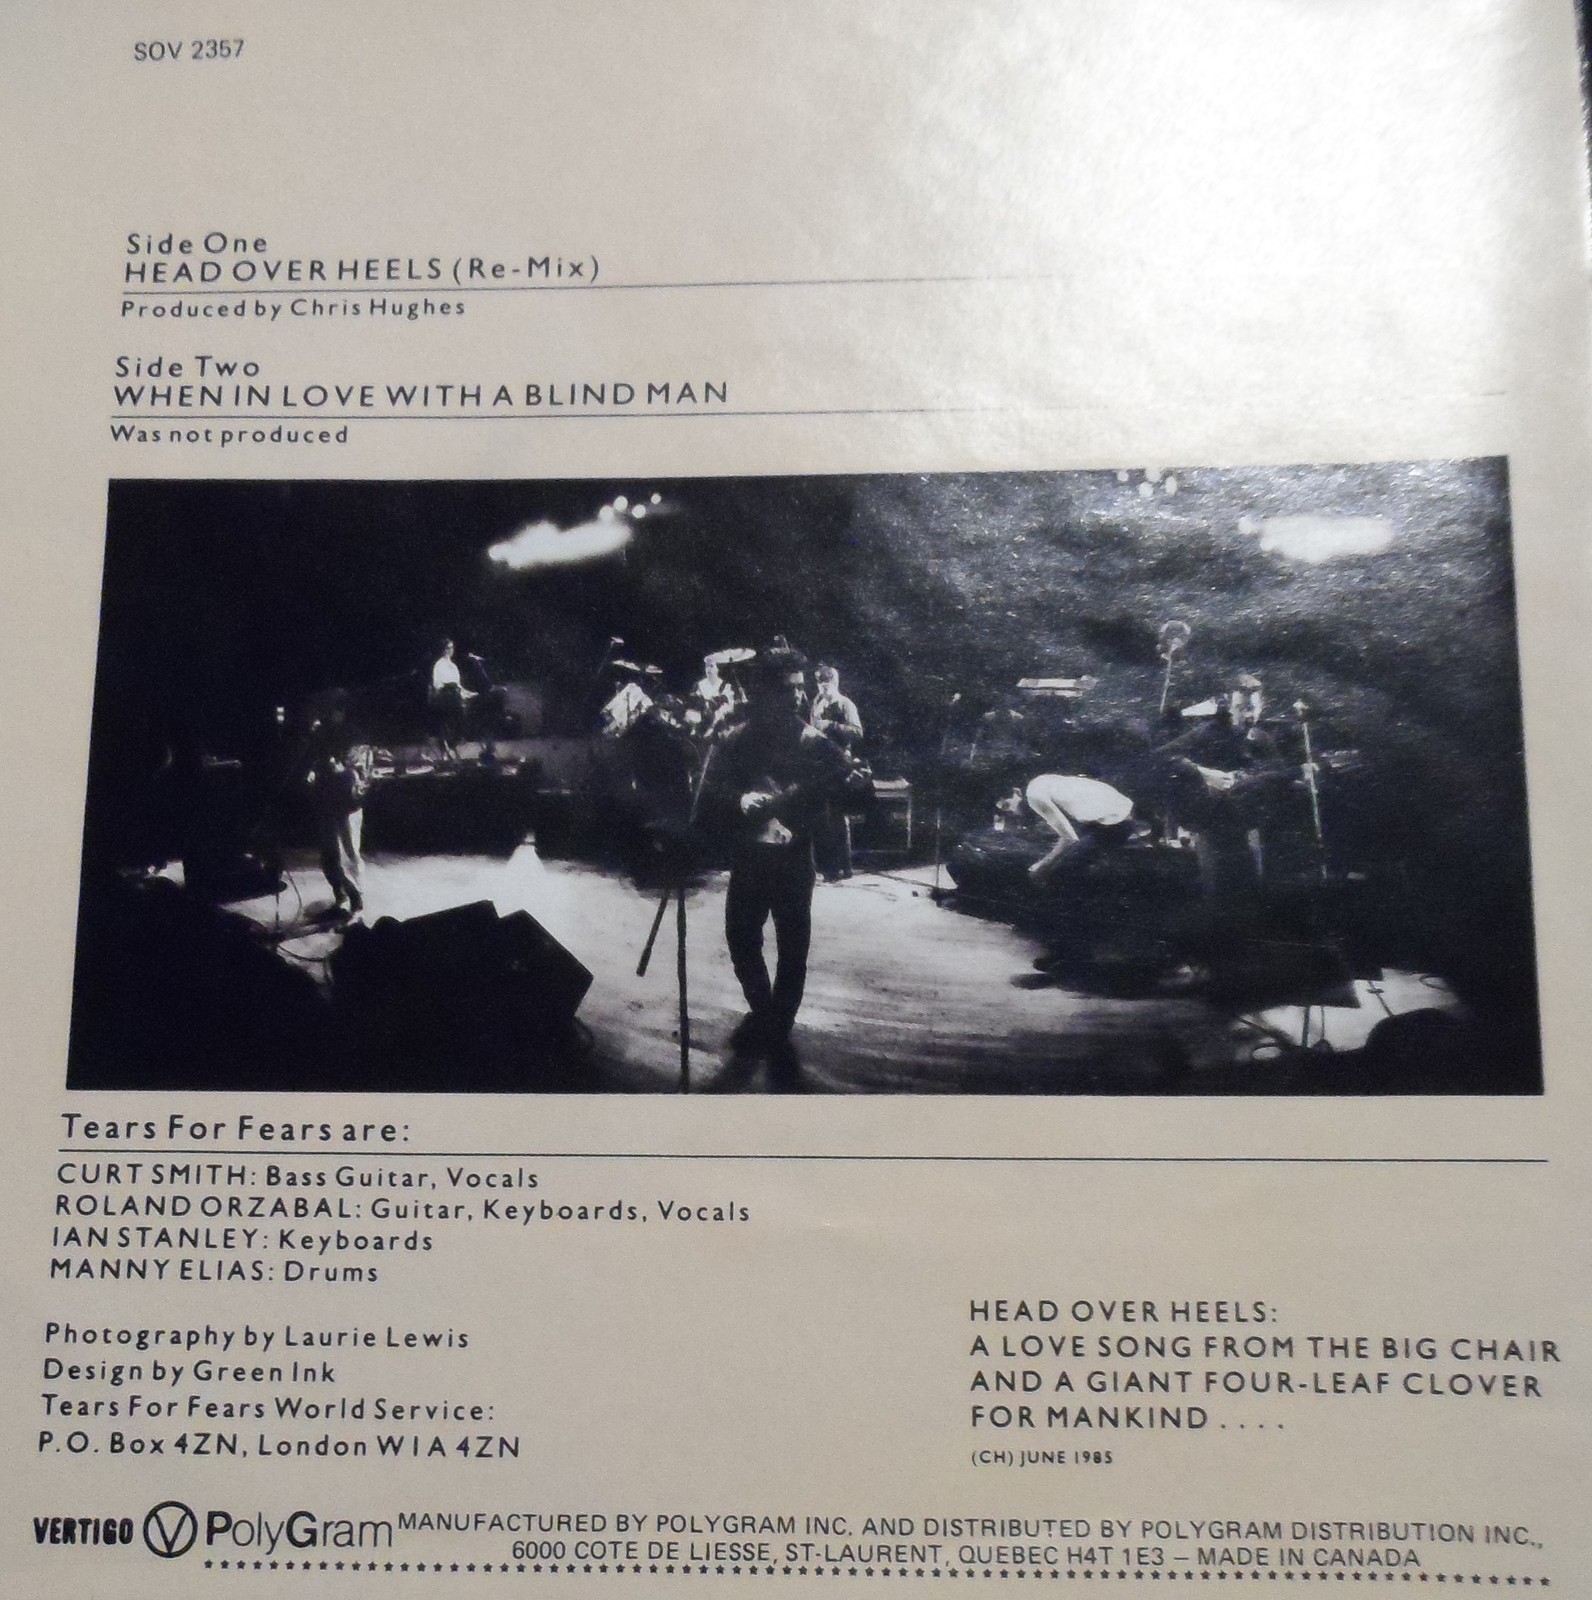 SOV 2357
Side One
HEAD OVER HEELS (Re-Mix)
Produced by Chris Hughes
Side Two
WHEN IN LOVE WITH A BLIND MAN
Was not produced
Tears For Fears are:
CURT SMITH: Bass Guitar, Vocals
ROLAND ORZABAL: Guitar, Keyboards, Vocals
IAN STANLEY: Keyboards
MANNY ELIAS: Drums
Photography by Laurie Lewis
Design by Green Ink
Tears For Fears World Service:
P.O. Box 4ZN, London W1A 4ZN
HEAD OVER HEELS:
A LOVE SONG FROM THE BIG CHAIR
AND A GIANT FOUR-LEAF CLOVER
FOR MANKIND . . . .
(CH) JUNE 1985
VERTIGO V PolyGram MANUFACTURED BY POLYGRAM INC. AND DISTRIBUTED BY POLYGRAM DISTRIBUTION INC.,
6000 COTE DE LIESSE, ST-LAURENT, QUEBEC H4T 1E3 – MADE IN CANADA